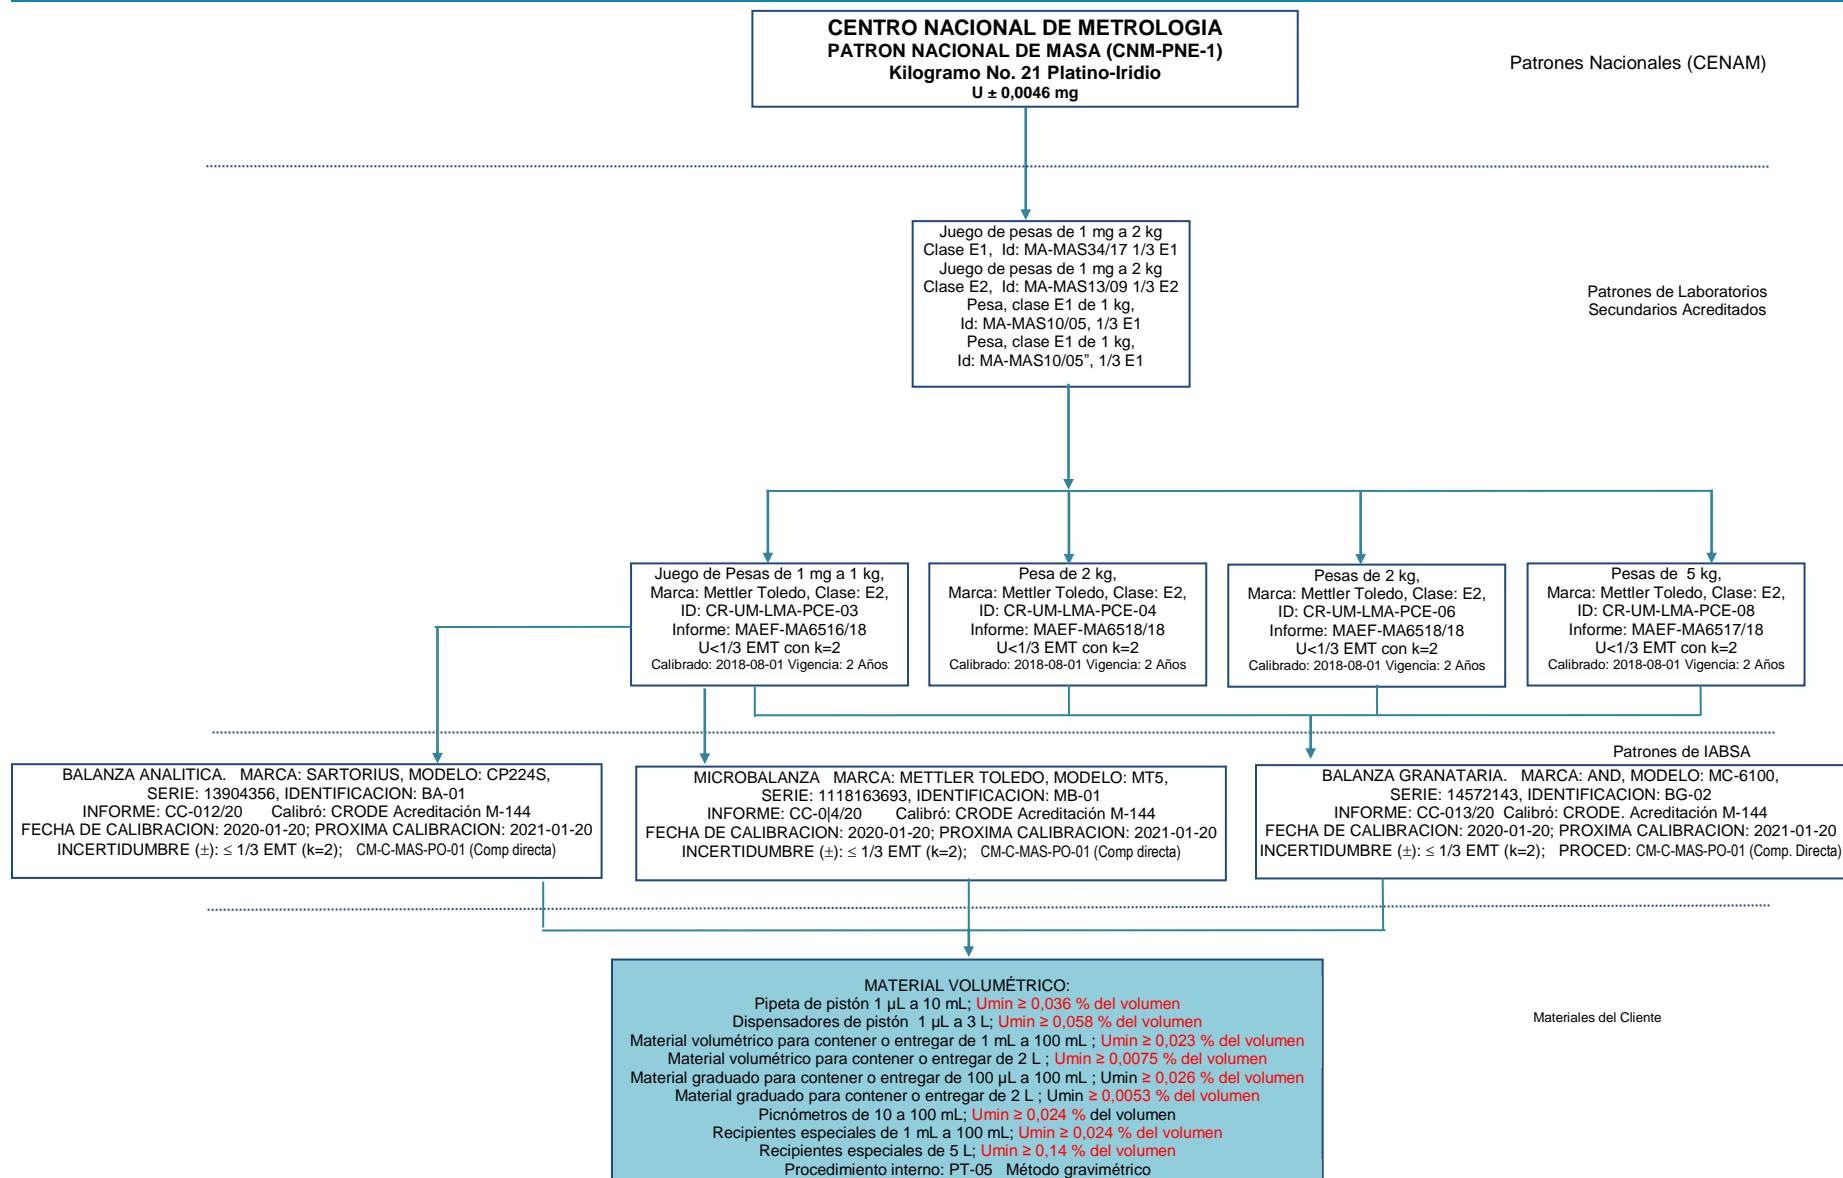 CENTRO NACIONAL DE METROLOGIA
PATRON NACIONAL DE MASA (CNM-PNE-1)
Kilogramo No. 21 Platino-Iridio
U ± 0,0046 mg
Patrones Nacionales (CENAM)
Juego de pesas de 1 mg a 2 kg
Clase E1, Id: MA-MAS34/17 1/3 E1
Juego de pesas de 1 mg a 2 kg
Clase E2, Id: MA-MAS13/09 1/3 E2
Pesa, clase E1 de 1 kg,
Id: MA-MAS10/05, 1/3 E1
Pesa, clase E1 de 1 kg,
Id: MA-MAS10/05”, 1/3 E1
Patrones de Laboratorios
Secundarios Acreditados
Juego de Pesas de 1 mg a 1 kg,
Marca: Mettler Toledo, Clase: E2,
ID: CR-UM-LMA-PCE-03
Informe: MAEF-MA6516/18
U<1/3 EMT con k=2
Calibrado: 2018-08-01 Vigencia: 2 Años
Pesa de 2 kg,
Marca: Mettler Toledo, Clase: E2,
ID: CR-UM-LMA-PCE-04
Informe: MAEF-MA6518/18
U<1/3 EMT con k=2
Calibrado: 2018-08-01 Vigencia: 2 Años
Pesas de 2 kg,
Marca: Mettler Toledo, Clase: E2,
ID: CR-UM-LMA-PCE-06
Informe: MAEF-MA6518/18
U<1/3 EMT con k=2
Calibrado: 2018-08-01 Vigencia: 2 Años
Pesas de 5 kg,
Marca: Mettler Toledo, Clase: E2,
ID: CR-UM-LMA-PCE-08
Informe: MAEF-MA6517/18
U<1/3 EMT con k=2
Calibrado: 2018-08-01 Vigencia: 2 Años
Patrones de IABSA
BALANZA ANALITICA. MARCA: SARTORIUS, MODELO: CP224S,
SERIE: 13904356, IDENTIFICACION: BA-01
INFORME: CC-012/20 Calibró: CRODE Acreditación M-144
FECHA DE CALIBRACION: 2020-01-20; PROXIMA CALIBRACION: 2021-01-20
INCERTIDUMBRE (±): ≤ 1/3 EMT (k=2); CM-C-MAS-PO-01 (Comp directa)
MICROBALANZA MARCA: METTLER TOLEDO, MODELO: MT5,
SERIE: 1118163693, IDENTIFICACION: MB-01
INFORME: CC-0|4/20 Calibró: CRODE Acreditación M-144
FECHA DE CALIBRACION: 2020-01-20; PROXIMA CALIBRACION: 2021-01-20
INCERTIDUMBRE (±): ≤ 1/3 EMT (k=2); CM-C-MAS-PO-01 (Comp directa)
BALANZA GRANATARIA. MARCA: AND, MODELO: MC-6100,
SERIE: 14572143, IDENTIFICACION: BG-02
INFORME: CC-013/20 Calibró: CRODE. Acreditación M-144
FECHA DE CALIBRACION: 2020-01-20; PROXIMA CALIBRACION: 2021-01-20
INCERTIDUMBRE (±): ≤ 1/3 EMT (k=2); PROCED: CM-C-MAS-PO-01 (Comp. Directa)
MATERIAL VOLUMÉTRICO:
Pipeta de pistón 1 µL a 10 mL; Umin ≥ 0,036 % del volumen
Dispensadores de pistón 1 µL a 3 L; Umin ≥ 0,058 % del volumen
Material volumétrico para contener o entregar de 1 mL a 100 mL ; Umin ≥ 0,023 % del volumen
Material volumétrico para contener o entregar de 2 L ; Umin ≥ 0,0075 % del volumen
Material graduado para contener o entregar de 100 µL a 100 mL ; Umin ≥ 0,026 % del volumen
Material graduado para contener o entregar de 2 L ; Umin ≥ 0,0053 % del volumen
Picnómetros de 10 a 100 mL; Umin ≥ 0,024 % del volumen
Recipientes especiales de 1 mL a 100 mL; Umin ≥ 0,024 % del volumen
Recipientes especiales de 5 L; Umin ≥ 0,14 % del volumen
Procedimiento interno: PT-05 Método gravimétrico
Materiales del Cliente